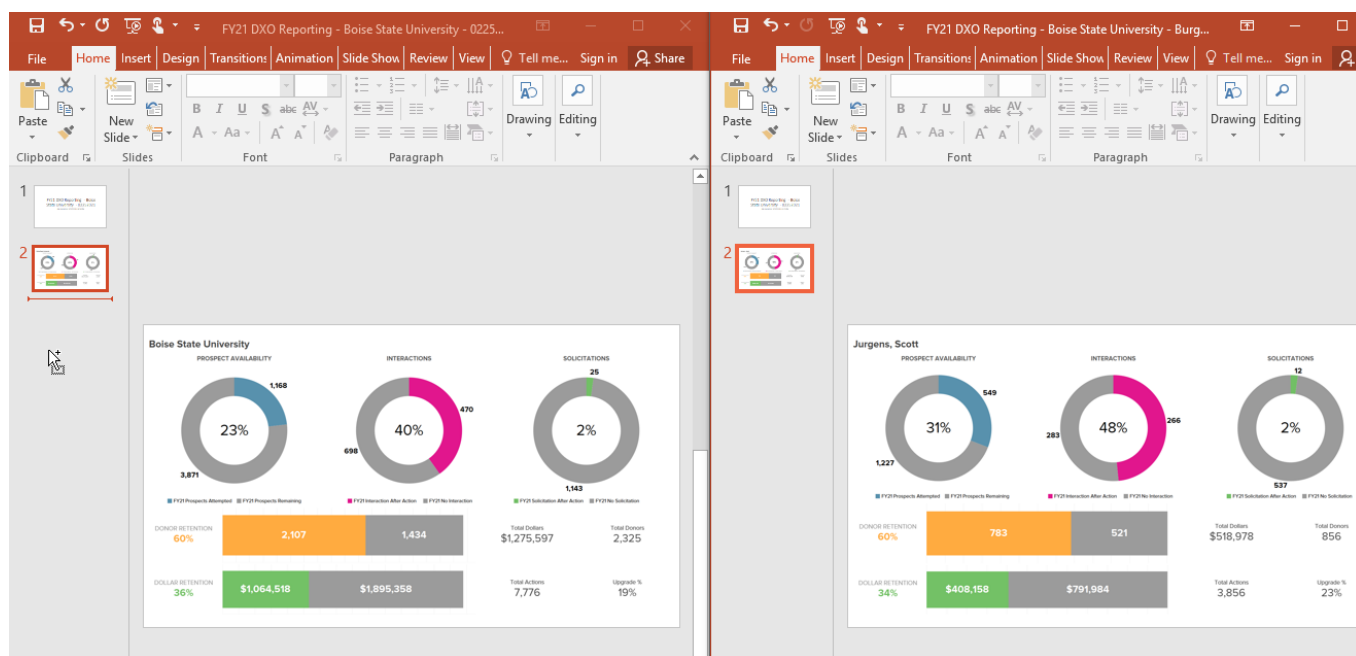 FY21 DXO Reporting - Boise State University - 0225...
File Home Insert Design Transitions Animation Slide Show Review View Tell me... Sign in Share
Paste
New Slide
B I U S abc AV
A Aa A A
Drawing Editing
Clipboard Slides Font Paragraph
1
2
Boise State University
PROSPECT AVAILABILITY INTERACTIONS SOLICITATIONS
25
1,168
470
23% 40% 2%
698
3,871
1,143
FY21 Prospects Attempted FY21 Prospects Remaining FY21 Interaction After Action FY21 No Interaction FY21 Solicitation After Action FY21 No Solicitation
DONOR RETENTION
60%
2,107 1,434
Total Dollars
$1,275,597
Total Donors
2,325
DOLLAR RETENTION
36%
$1,064,518 $1,895,358
Total Actions
7,776
Upgrade %
19%
FY21 DXO Reporting - Boise State University - Burg...
File Home Insert Design Transitions Animation Slide Show Review View Tell me... Sign in
Paste
New Slide
B I U S abc AV
A Aa A A
Drawing Editing
Clipboard Slides Font Paragraph
1
2
Jurgens, Scott
PROSPECT AVAILABILITY INTERACTIONS SOLICITATIONS
12
549
266
31% 48% 2%
283
1,227
537
FY21 Prospects Attempted FY21 Prospects Remaining FY21 Interaction After Action FY21 No Interaction FY21 Solicitation After Action FY21 No Solicitation
DONOR RETENTION
60%
783 521
Total Dollars
$518,978
Total Donors
856
DOLLAR RETENTION
34%
$408,158 $791,984
Total Actions
3,856
Upgrade %
23%